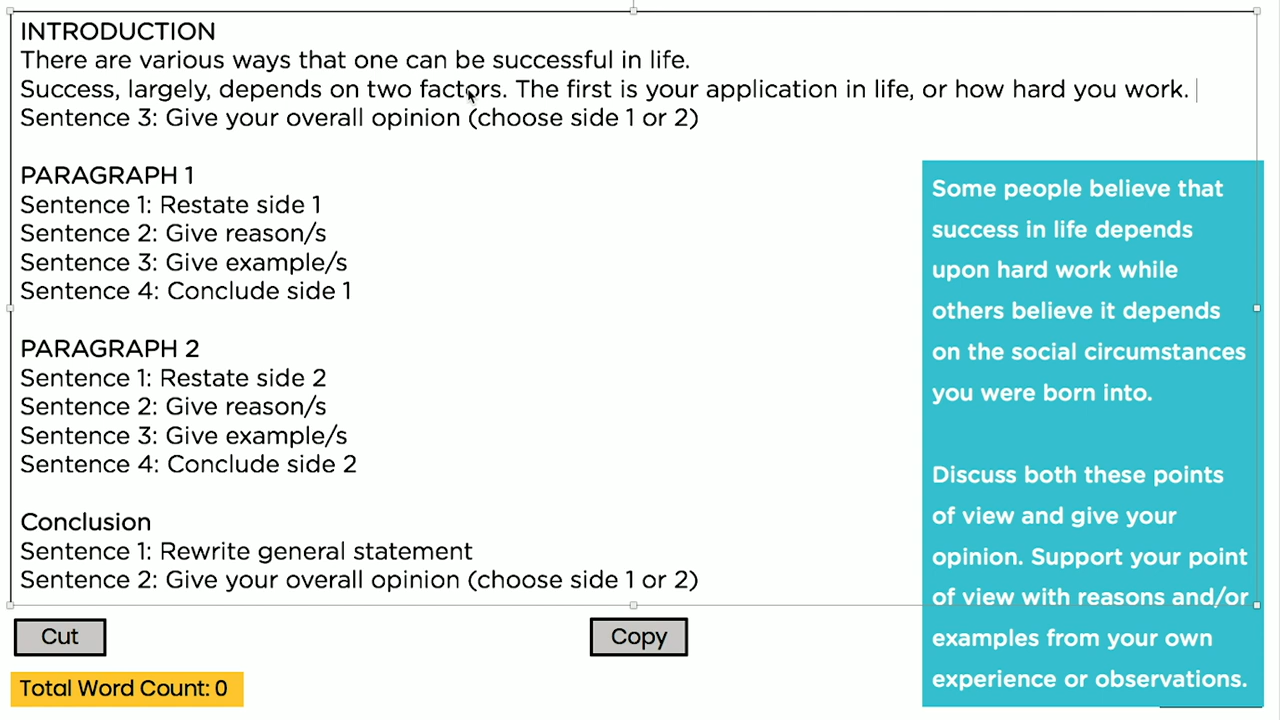 INTRODUCTION
There are various ways that one can be successful in life.
Success, largely, depends on two factors. The first is your application in life, or how hard you work.
Sentence 3: Give your overall opinion (choose side 1 or 2)
PARAGRAPH 1
Sentence 1: Restate side 1
Sentence 2: Give reason/s
Sentence 3: Give example/s
Sentence 4: Conclude side 1
PARAGRAPH 2
Sentence 1: Restate side 2
Sentence 2: Give reason/s
Sentence 3: Give example/s
Sentence 4: Conclude side 2
Conclusion
Sentence 1: Rewrite general statement
Sentence 2: Give your overall opinion (choose side 1 or 2)
Cut
Copy
Total Word Count: 0
Some people believe that
success in life depends
upon hard work while
others believe it depends
on the social circumstances
you were born into.
Discuss both these points
of view and give your
opinion. Support your point
of view with reasons and/or
examples from your own
experience or observations.